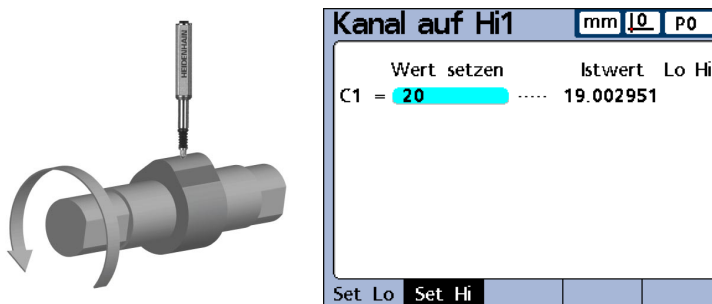 HEIDENHAIN
Kanal auf Hi1 mm 0 P0
Wert setzen Istwert Lo Hi
C1 = 20 ····· 19.002951
Set Lo Set Hi